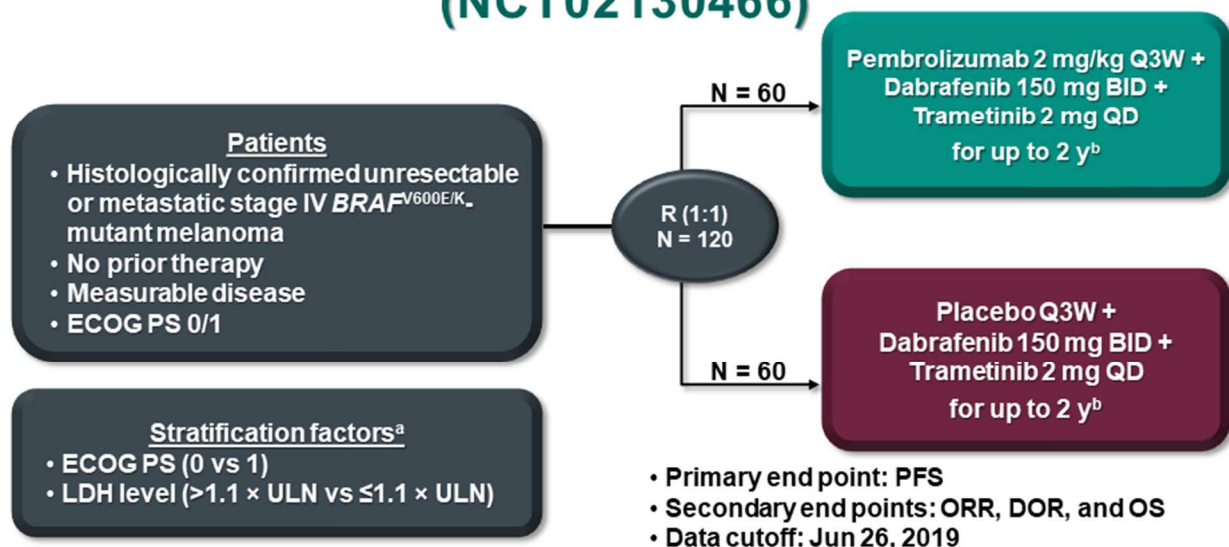 (NCT02130466)
Patients
• Histologically confirmed unresectable
or metastatic stage IV BRAFV600E/K-
mutant melanoma
• No prior therapy
• Measurable disease
• ECOG PS 0/1
Stratification factorsa
• ECOG PS (0 vs 1)
• LDH level (>1.1 × ULN vs ≤1.1 × ULN)
R (1:1)
N = 120
N = 60
Pembrolizumab 2 mg/kg Q3W +
Dabrafenib 150 mg BID +
Trametinib 2 mg QD
for up to 2 yb
N = 60
Placebo Q3W +
Dabrafenib 150 mg BID +
Trametinib 2 mg QD
for up to 2 yb
• Primary end point: PFS
• Secondary end points: ORR, DOR, and OS
• Data cutoff: Jun 26, 2019